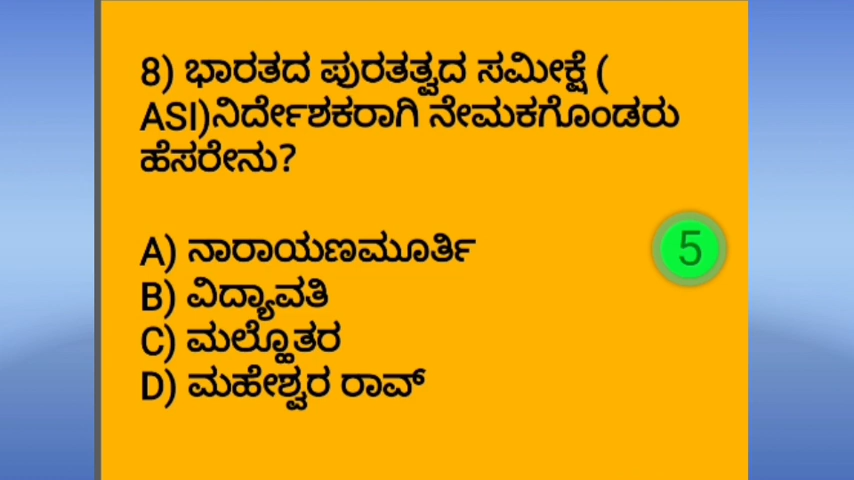 8) ಭಾರತದ ಪುರತತ್ವದ ಸಮೀಕ್ಷೆ (
ASI)ನಿರ್ದೇಶಕರಾಗಿ ನೇಮಕಗೊಂಡರು
ಹೆಸರೇನು?
A) ನಾರಾಯಣಮೂರ್ತಿ
5
B) ವಿದ್ಯಾವತಿ
C) ಮಲ್ಹೊತರ
D) ಮಹೇಶ್ವರ ರಾವ್